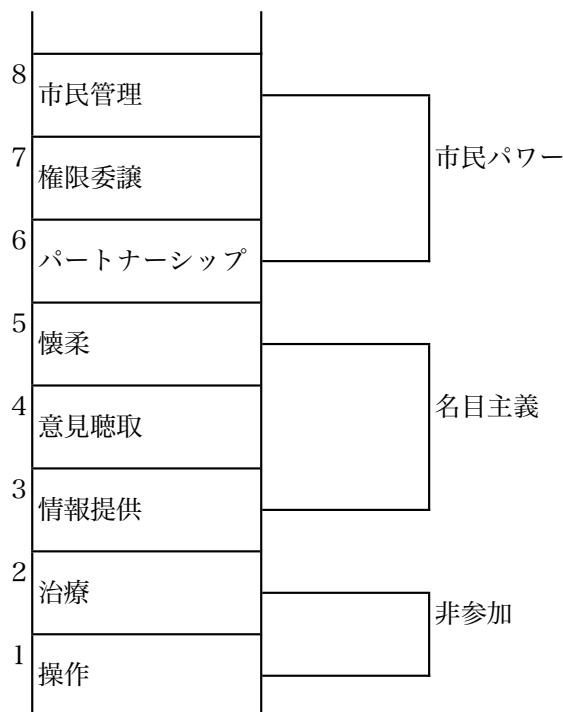 8
市民管理
7
権限委譲
市民パワー
6
パートナーシップ
5
懐柔
4
意見聴取
名目主義
3
情報提供
2
治療
非参加
1
操作